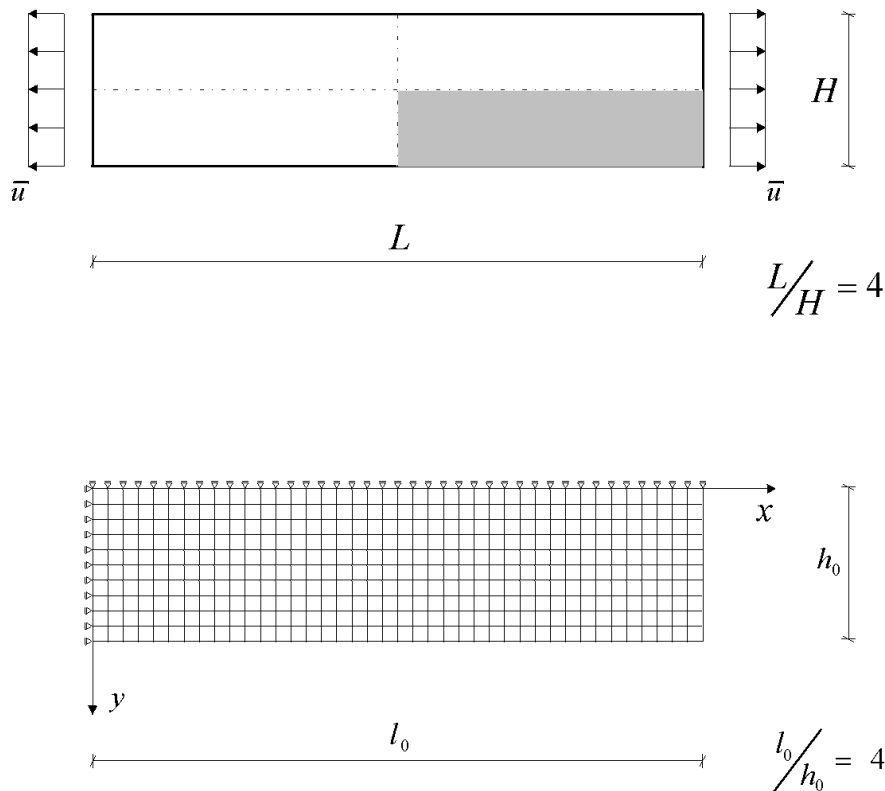 H
u̅ u̅
L
L/H = 4
x
h₀
y
l₀
l₀/h₀ = 4